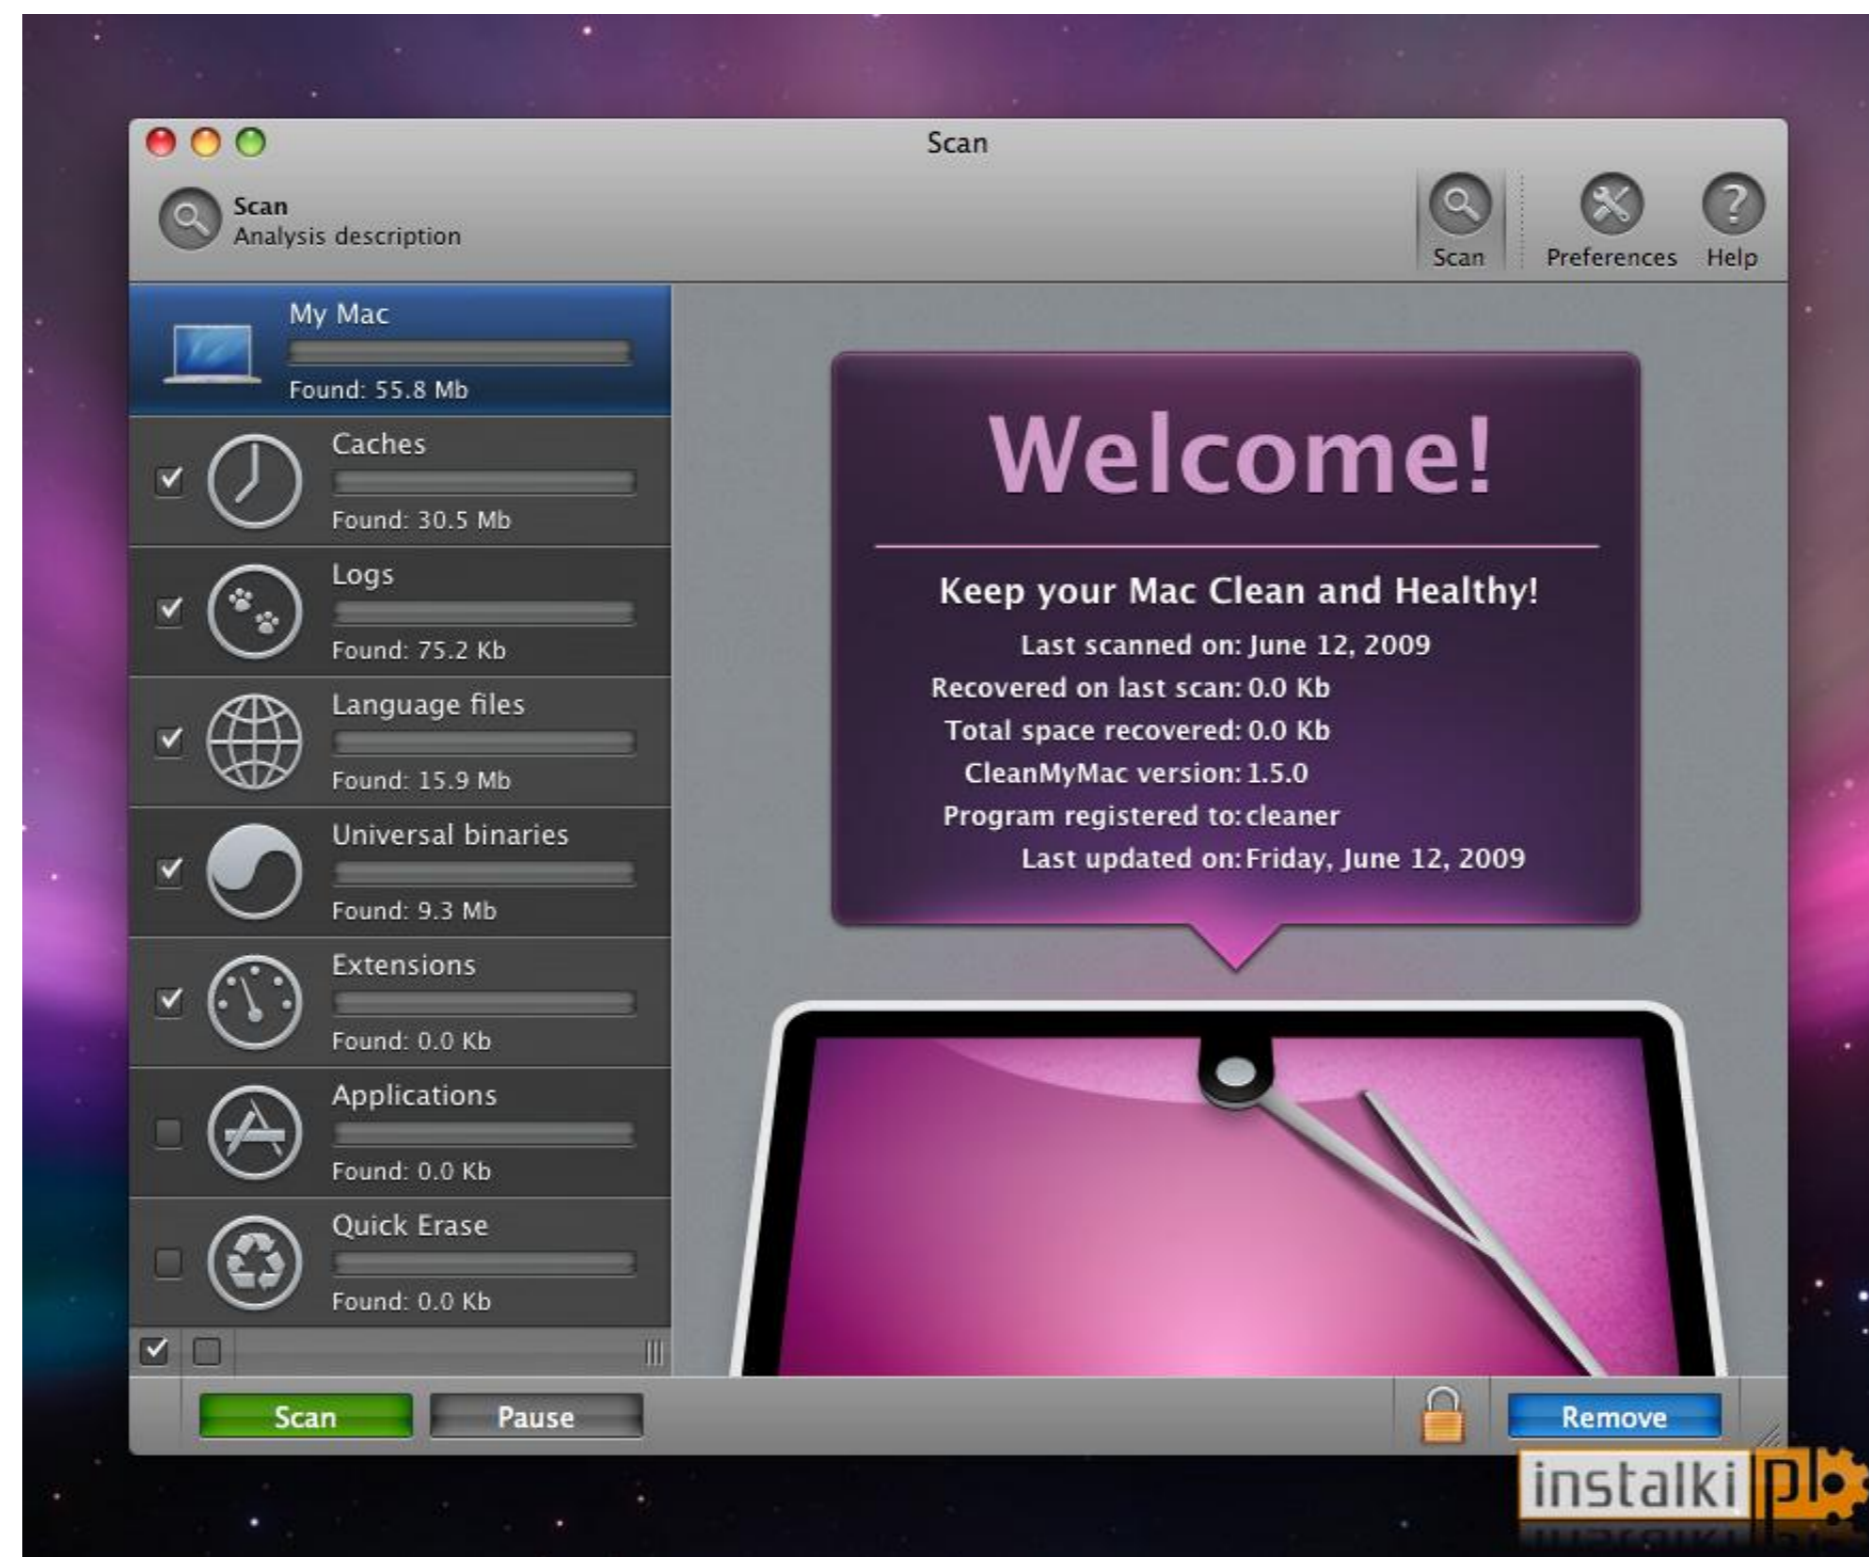 Scan
Scan
Analysis description
Scan
Preferences
Help
My Mac
Found: 55.8 Mb
Caches
Found: 30.5 Mb
Logs
Found: 75.2 Kb
Language files
Found: 15.9 Mb
Universal binaries
Found: 9.3 Mb
Extensions
Found: 0.0 Kb
Applications
Found: 0.0 Kb
Quick Erase
Found: 0.0 Kb
Welcome!
Keep your Mac Clean and Healthy!
Last scanned on: June 12, 2009
Recovered on last scan: 0.0 Kb
Total space recovered: 0.0 Kb
CleanMyMac version: 1.5.0
Program registered to: cleaner
Last updated on: Friday, June 12, 2009
Scan
Pause
Remove
instalki pl